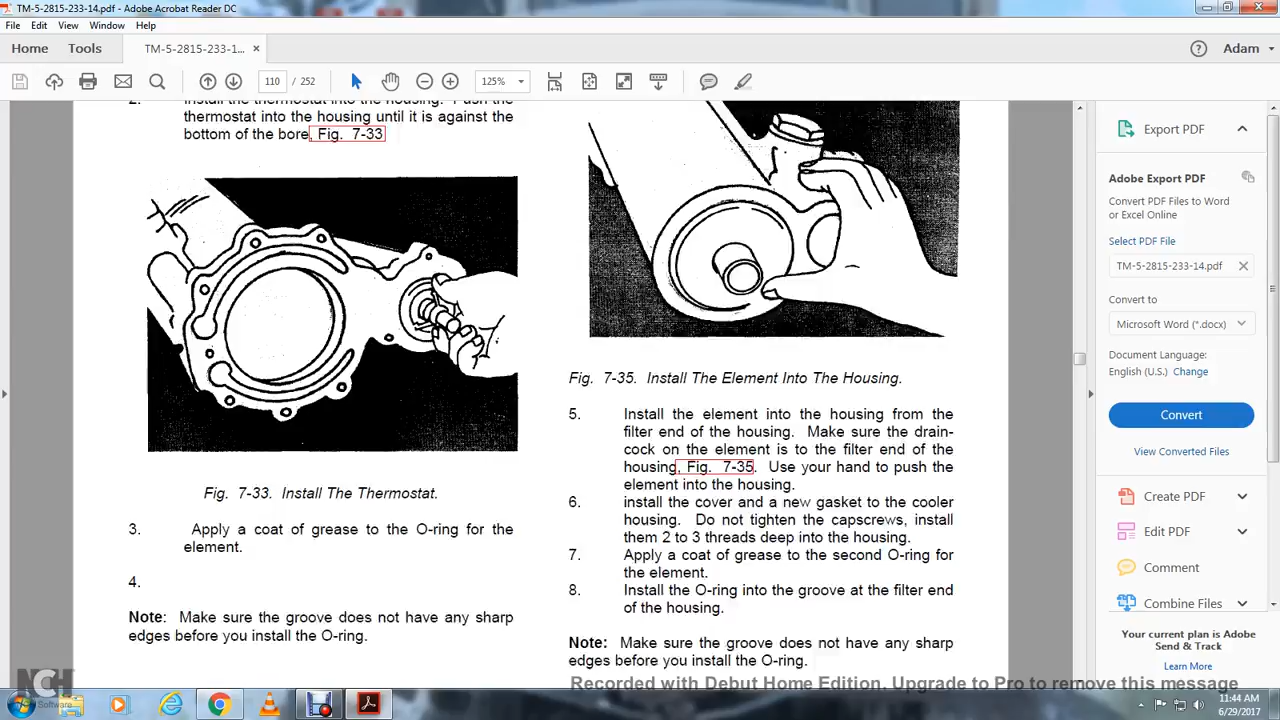 TM-5-2815-233-14.pdf - Adobe Acrobat Reader DC
File Edit View Window Help
Home Tools TM-5-2815-233-1... × Adam
110 / 252 125%
2. Install the thermostat into the housing. Push the
thermostat into the housing until it is against the
bottom of the bore, Fig. 7-33
Fig. 7-33. Install The Thermostat.
3. Apply a coat of grease to the O-ring for the
element.
4.
Note: Make sure the groove does not have any sharp
edges before you install the O-ring.
Fig. 7-35. Install The Element Into The Housing.
5. Install the element into the housing from the
filter end of the housing. Make sure the drain-
cock on the element is to the filter end of the
housing, Fig. 7-35. Use your hand to push the
element into the housing.
6. install the cover and a new gasket to the cooler
housing. Do not tighten the capscrews, install
them 2 to 3 threads deep into the housing.
7. Apply a coat of grease to the second O-ring for
the element.
8. Install the O-ring into the groove at the filter end
of the housing.
Note: Make sure the groove does not have any sharp
edges before you install the O-ring.
Export PDF
Adobe Export PDF
Convert PDF Files to Word
or Excel Online
Select PDF File
TM-5-2815-233-14.pdf
Convert to
Microsoft Word (*.docx)
Document Language:
English (U.S.) Change
Convert
View Converted Files
Create PDF
Edit PDF
Comment
Combine Files
Your current plan is Adobe
Send & Track
Learn More
Recorded with Debut Home Edition. Upgrade to Pro to remove this message
NCH
Software
11:44 AM
6/29/2017